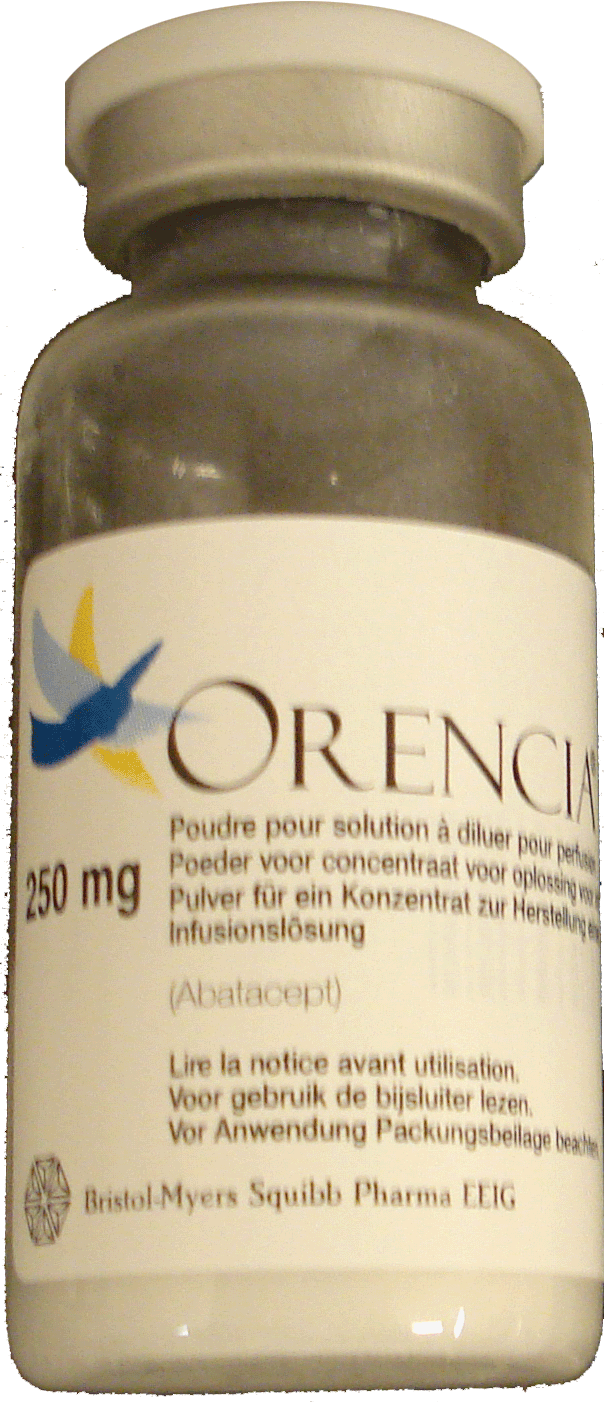 ORENCIA®
250 mg
Poudre pour solution à diluer pour perfusion
Poeder voor concentraat voor oplossing voor
Pulver für ein Konzentrat zur Herstellung
Infusionslösung
(Abatacept)
Lire la notice avant utilisation.
Voor gebruik de bijsluiter lezen.
Vor Anwendung Packungsbeilage beachten.
Bristol-Myers Squibb Pharma EEIG